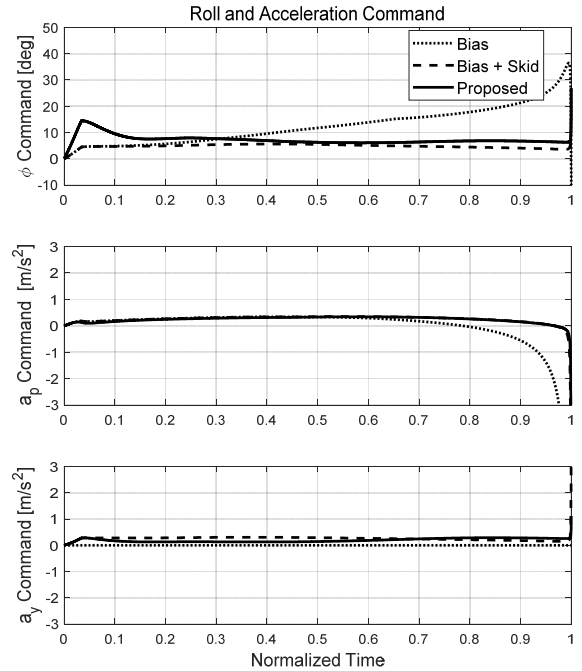 Roll and Acceleration Command
ϕ Command [deg]
50
40
30
20
10
0
-10
Bias
Bias + Skid
Proposed
0 0.1 0.2 0.3 0.4 0.5 0.6 0.7 0.8 0.9 1
a_p Command [m/s²]
3
2
1
0
-1
-2
-3
0 0.1 0.2 0.3 0.4 0.5 0.6 0.7 0.8 0.9 1
a_y Command [m/s²]
3
2
1
0
-1
-2
-3
0 0.1 0.2 0.3 0.4 0.5 0.6 0.7 0.8 0.9 1
Normalized Time